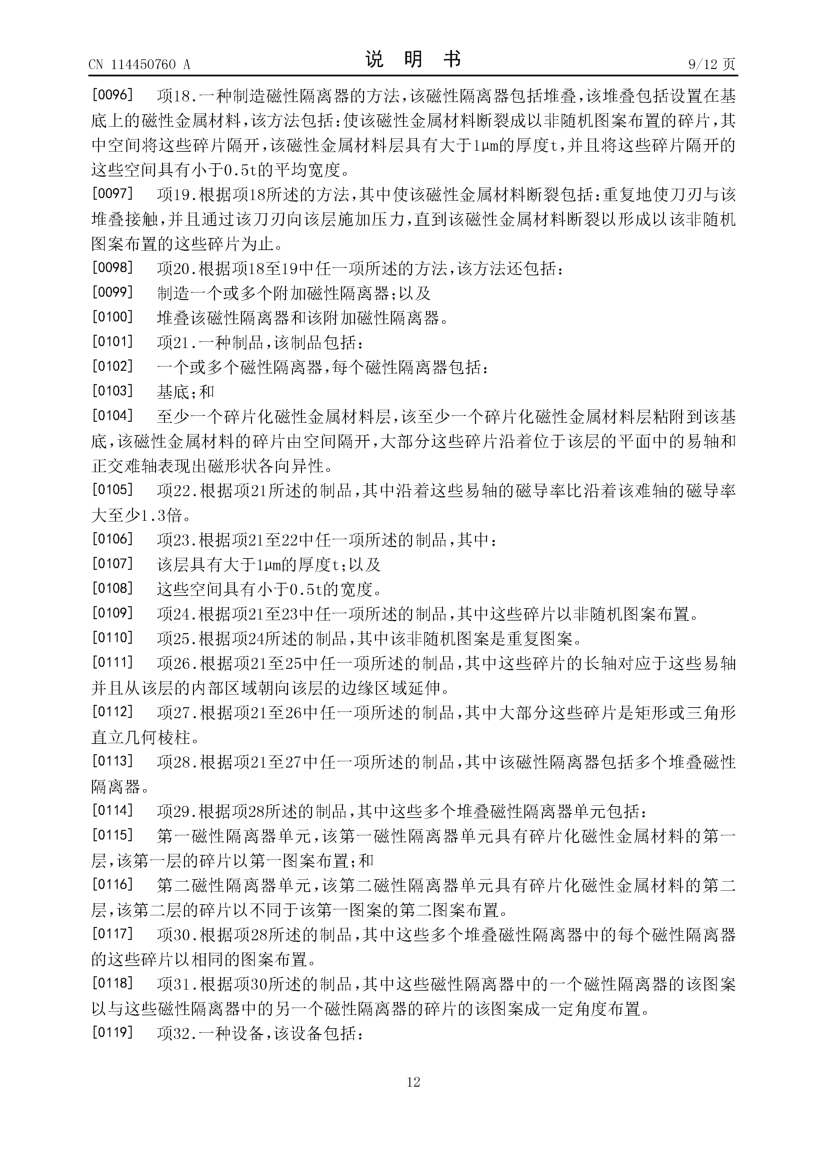 CN 114450760 A
说 明 书
9/12 页
[0096] 项18.一种制造磁性隔离器的方法,该磁性隔离器包括堆叠,该堆叠包括设置在基
底上的磁性金属材料,该方法包括:使该磁性金属材料断裂成以非随机图案布置的碎片,其
中空间将这些碎片隔开,该磁性金属材料层具有大于1μm的厚度t,并且将这些碎片隔开的
这些空间具有小于0.5t的平均宽度。
[0097] 项19.根据项18所述的方法,其中使该磁性金属材料断裂包括:重复地使刀刃与该
堆叠接触,并且通过该刀刃向该层施加压力,直到该磁性金属材料断裂以形成以该非随机
图案布置的这些碎片为止。
[0098] 项20.根据项18至19中任一项所述的方法,该方法还包括:
[0099] 制造一个或多个附加磁性隔离器;以及
[0100] 堆叠该磁性隔离器和该附加磁性隔离器。
[0101] 项21.一种制品,该制品包括:
[0102] 一个或多个磁性隔离器,每个磁性隔离器包括:
[0103] 基底;和
[0104] 至少一个碎片化磁性金属材料层,该至少一个碎片化磁性金属材料层粘附到该基
底,该磁性金属材料的碎片由空间隔开,大部分这些碎片沿着位于该层的平面中的易轴和
正交难轴表现出磁形状各向异性。
[0105] 项22.根据项21所述的制品,其中沿着这些易轴的磁导率比沿着该难轴的磁导率
大至少1.3倍。
[0106] 项23.根据项21至22中任一项所述的制品,其中:
[0107] 该层具有大于1μm的厚度t;以及
[0108] 这些空间具有小于0.5t的宽度。
[0109] 项24.根据项21至23中任一项所述的制品,其中这些碎片以非随机图案布置。
[0110] 项25.根据项24所述的制品,其中该非随机图案是重复图案。
[0111] 项26.根据项21至25中任一项所述的制品,其中这些碎片的长轴对应于这些易轴
并且从该层的内部区域朝向该层的边缘区域延伸。
[0112] 项27.根据项21至26中任一项所述的制品,其中大部分这些碎片是矩形或三角形
直立几何棱柱。
[0113] 项28.根据项21至27中任一项所述的制品,其中该磁性隔离器包括多个堆叠磁性
隔离器。
[0114] 项29.根据项28所述的制品,其中这些多个堆叠磁性隔离器单元包括:
[0115] 第一磁性隔离器单元,该第一磁性隔离器单元具有碎片化磁性金属材料的第一
层,该第一层的碎片以第一图案布置;和
[0116] 第二磁性隔离器单元,该第二磁性隔离器单元具有碎片化磁性金属材料的第二
层,该第二层的碎片以不同于该第一图案的第二图案布置。
[0117] 项30.根据项28所述的制品,其中这些多个堆叠磁性隔离器中的每个磁性隔离器
的这些碎片以相同的图案布置。
[0118] 项31.根据项30所述的制品,其中这些磁性隔离器中的一个磁性隔离器的该图案
以与这些磁性隔离器中的另一个磁性隔离器的碎片的该图案成一定角度布置。
[0119] 项32.一种设备,该设备包括:
12